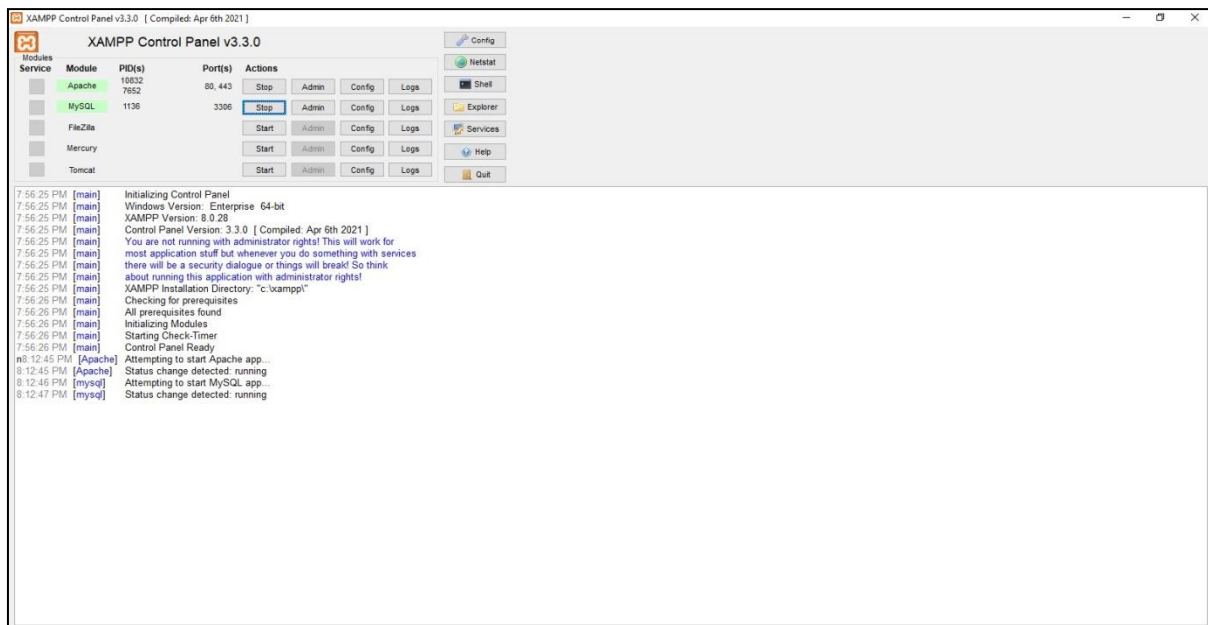 XAMPP Control Panel v3.3.0 [ Compiled: Apr 6th 2021 ]
XAMPP Control Panel v3.3.0
Config
Modules
Service Module PID(s) Port(s) Actions
Netstat
Apache 10832 7652 80, 443 Stop Admin Config Logs
Shell
MySQL 1136 3306 Stop Admin Config Logs
Explorer
FileZilla Start Admin Config Logs
Services
Mercury Start Admin Config Logs
Help
Tomcat Start Admin Config Logs
Quit
7:56:25 PM [main] Initializing Control Panel
7:56:25 PM [main] Windows Version: Enterprise 64-bit
7:56:25 PM [main] XAMPP Version: 8.0.28
7:56:25 PM [main] Control Panel Version: 3.3.0 [ Compiled: Apr 6th 2021 ]
7:56:25 PM [main] You are not running with administrator rights! This will work for
7:56:25 PM [main] most application stuff but whenever you do something with services
7:56:25 PM [main] there will be a security dialogue or things will break! So think
7:56:25 PM [main] about running this application with administrator rights!
7:56:25 PM [main] XAMPP Installation Directory: "c:\xampp\"
7:56:26 PM [main] Checking for prerequisites
7:56:26 PM [main] All prerequisites found
7:56:26 PM [main] Initializing Modules
7:56:26 PM [main] Starting Check-Timer
7:56:26 PM [main] Control Panel Ready
n8:12:45 PM [Apache] Attempting to start Apache app...
8:12:45 PM [Apache] Status change detected: running
8:12:46 PM [mysql] Attempting to start MySQL app...
8:12:47 PM [mysql] Status change detected: running